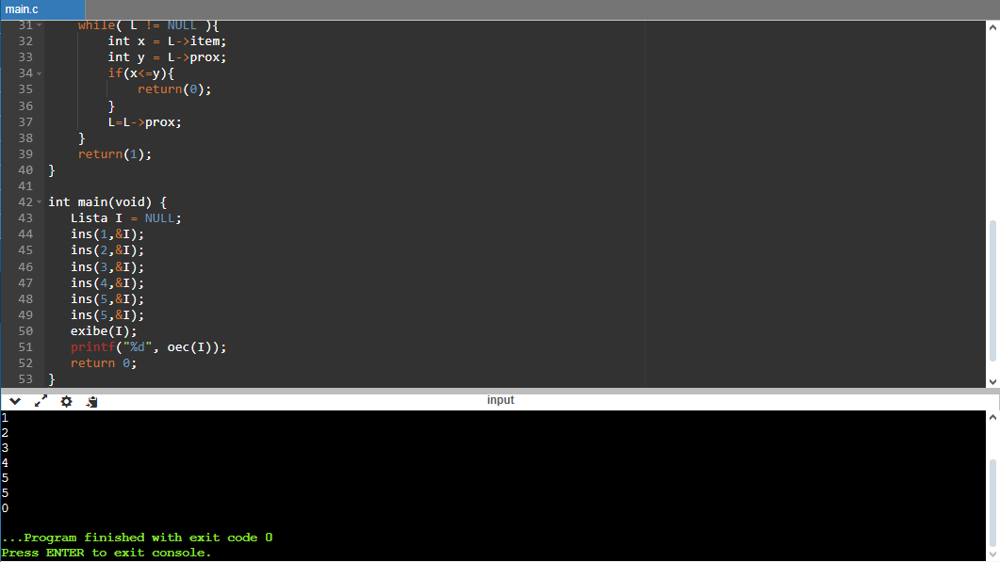 main.c
31 while( L != NULL ){
32 int x = L->item;
33 int y = L->prox;
34 if(x<=y){
35 return(0);
36 }
37 L=L->prox;
38 }
39 return(1);
40 }
41
42 int main(void) {
43 Lista I = NULL;
44 ins(1,&I);
45 ins(2,&I);
46 ins(3,&I);
47 ins(4,&I);
48 ins(5,&I);
49 ins(5,&I);
50 exibe(I);
51 printf("%d", oec(I));
52 return 0;
53 }
input
1
2
3
4
5
5
0
...Program finished with exit code 0
Press ENTER to exit console.